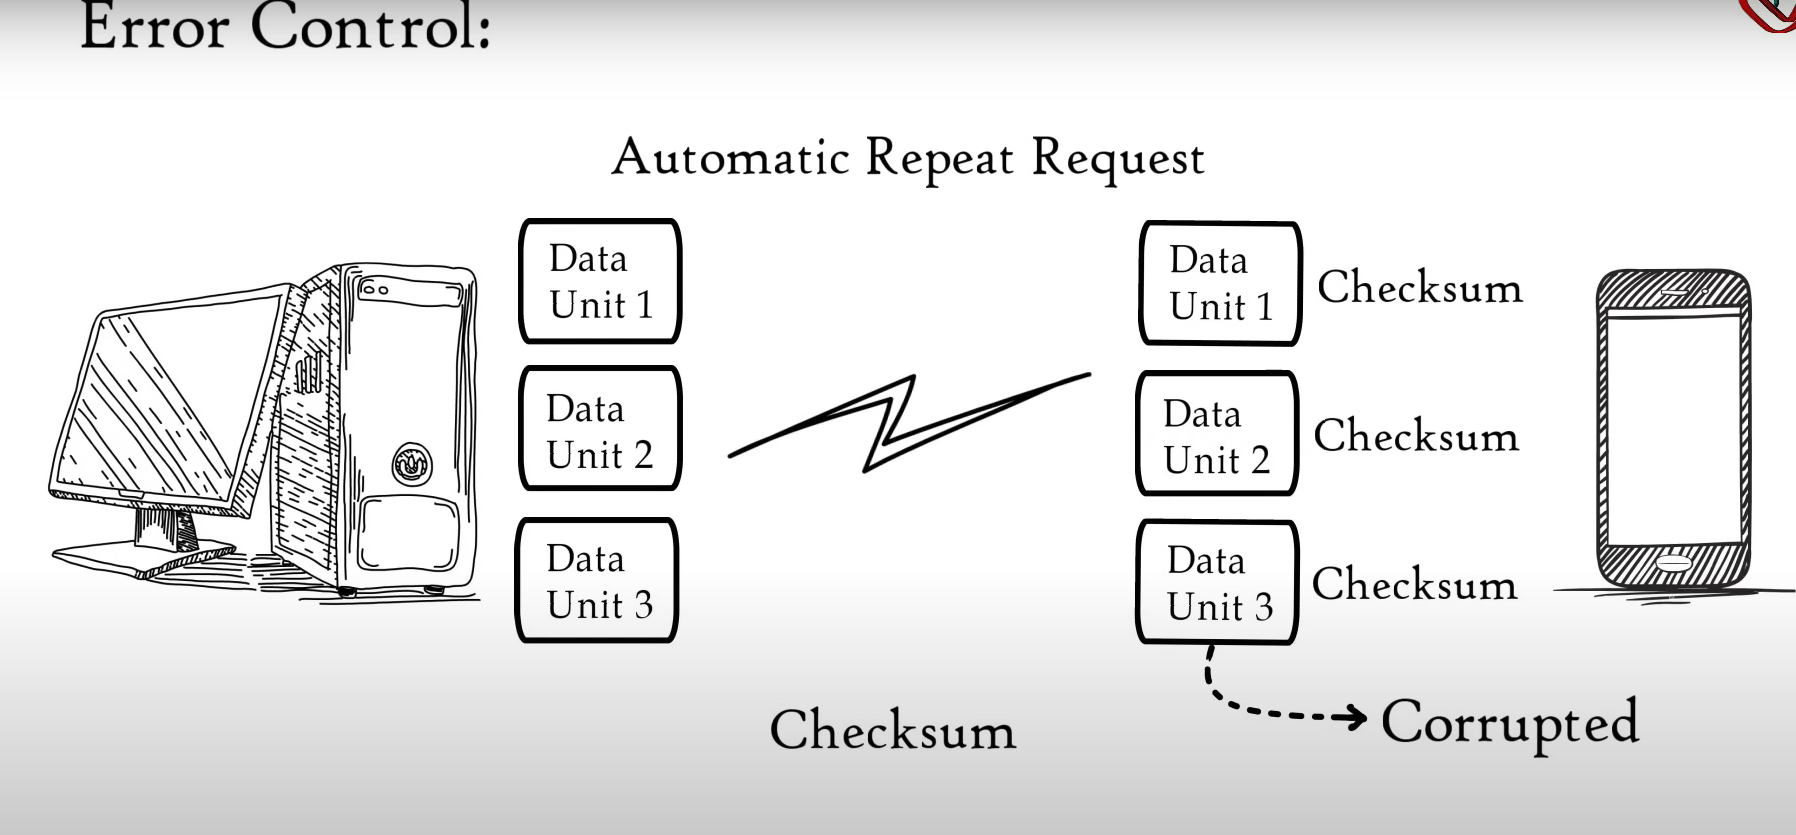 Error Control:
Automatic Repeat Request
Data
Unit 1
Data
Unit 2
Data
Unit 3
Data
Unit 1
Checksum
Data
Unit 2
Checksum
Data
Unit 3
Checksum
Corrupted
Checksum